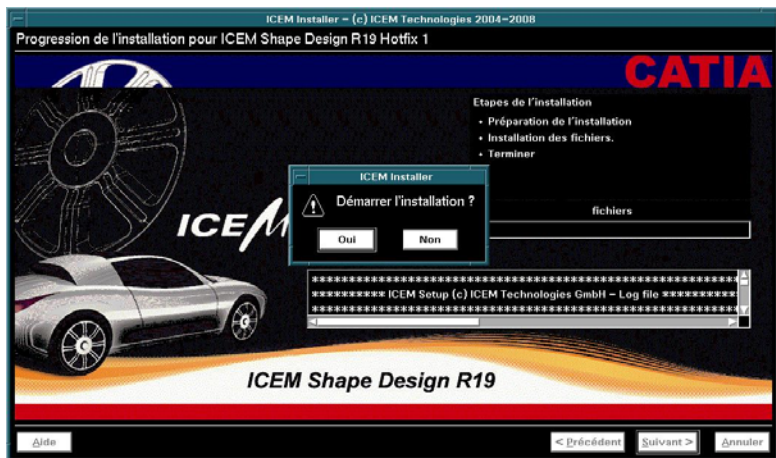 ICEM Installer - (c) ICEM Technologies 2004-2008
Progression de l'installation pour ICEM Shape Design R19 Hotfix 1
CATIA
Etapes de l'installation
• Préparation de l'installation
• Installation des fichiers.
• Terminer
ICEM Installer
Démarrer l'installation ?
Oui Non
fichiers
ICEM
****************************************************************
********** ICEM Setup (c) ICEM Technologies GmbH - Log file **********
****************************************************************
ICEM Shape Design R19
Aide < Précédent Suivant > Annuler